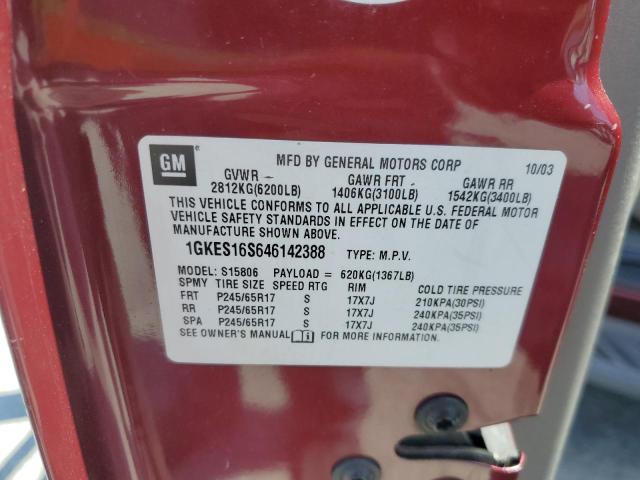 GM
MFD BY GENERAL MOTORS CORP 10/03
GVWR GAWR FRT GAWR RR
2812KG(6200LB) 1406KG(3100LB) 1542KG(3400LB)
THIS VEHICLE CONFORMS TO ALL APPLICABLE U.S. FEDERAL MOTOR
VEHICLE SAFETY STANDARDS IN EFFECT ON THE DATE OF
MANUFACTURE SHOWN ABOVE.
1GKES16S646142388 TYPE: M.P.V.
MODEL: S15806 PAYLOAD = 620KG(1367LB)
SPMY TIRE SIZE SPEED RTG RIM COLD TIRE PRESSURE
FRT P245/65R17 S 17X7J 210KPA(30PSI)
RR P245/65R17 S 17X7J 240KPA(35PSI)
SPA P245/65R17 S 17X7J 240KPA(35PSI)
SEE OWNER'S MANUAL FOR MORE INFORMATION.